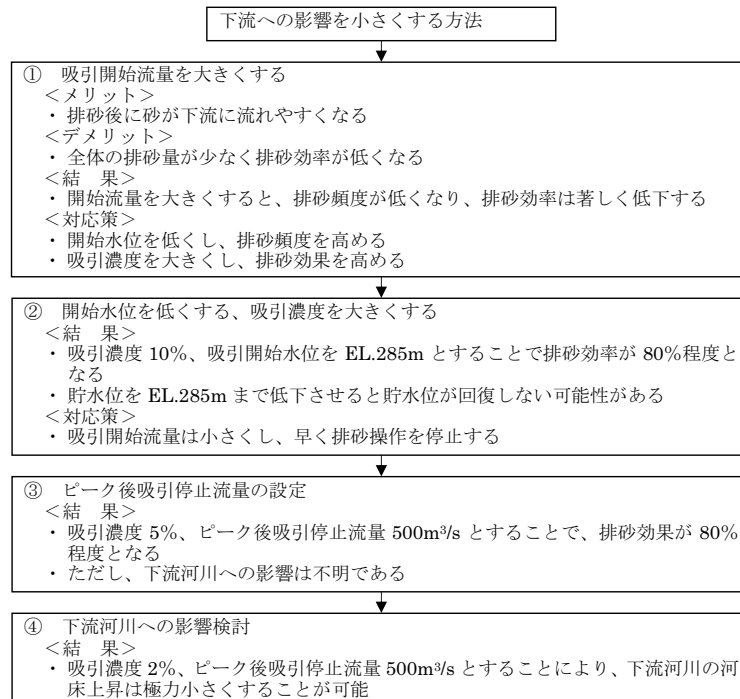 下流への影響を小さくする方法
① 吸引開始流量を大きくする
＜メリット＞
・ 排砂後に砂が下流に流れやすくなる
＜デメリット＞
・ 全体の排砂量が少なく排砂効率が低くなる
＜結　果＞
・ 開始流量を大きくすると、排砂頻度が低くなり、排砂効率は著しく低下する
＜対応策＞
・ 開始水位を低くし、排砂頻度を高める
・ 吸引濃度を大きくし、排砂効果を高める
② 開始水位を低くする、吸引濃度を大きくする
＜結　果＞
・ 吸引濃度 10%、吸引開始水位を EL.285m とすることで排砂効率が 80%程度と
なる
・ 貯水位を EL.285m まで低下させると貯水位が回復しない可能性がある
＜対応策＞
・ 吸引開始流量は小さくし、早く排砂操作を停止する
③ ピーク後吸引停止流量の設定
＜結　果＞
・ 吸引濃度 5%、ピーク後吸引停止流量 500m³/s とすることで、排砂効果が 80%
程度となる
・ ただし、下流河川への影響は不明である
④ 下流河川への影響検討
＜結　果＞
・ 吸引濃度 2%、ピーク後吸引停止流量 500m³/s とすることにより、下流河川の河
床上昇は極力小さくすることが可能